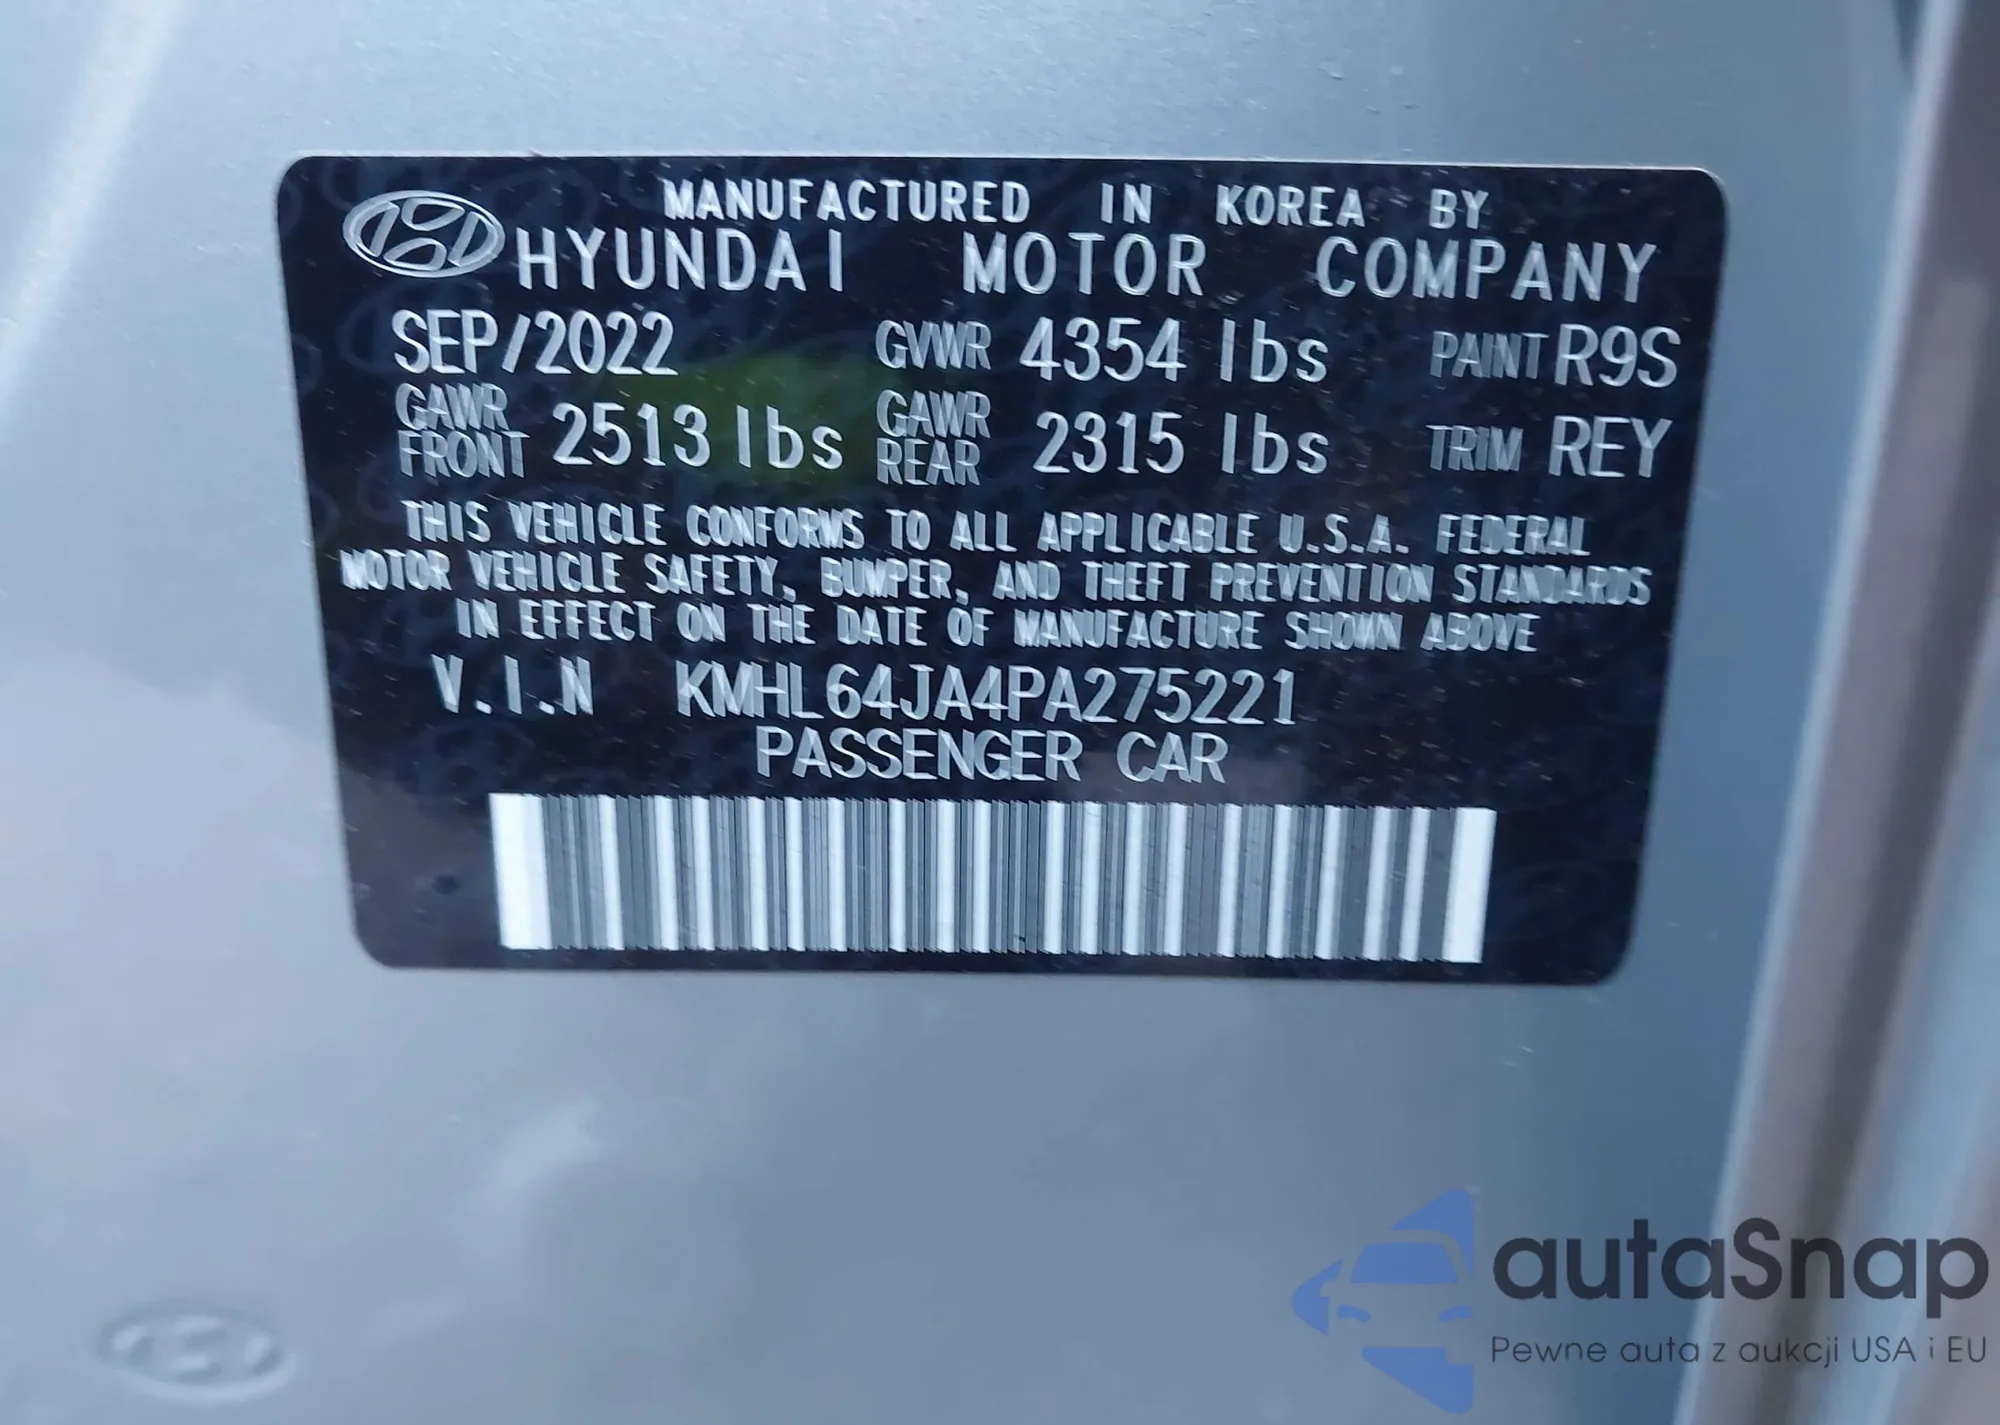 MANUFACTURED IN KOREA BY
HYUNDAI MOTOR COMPANY
SEP/2022 GVWR 4354 lbs PAINT R9S
GAWR FRONT 2513 lbs GAWR REAR 2315 lbs TRIM REY
THIS VEHICLE CONFORMS TO ALL APPLICABLE U.S.A. FEDERAL
MOTOR VEHICLE SAFETY, BUMPER, AND THEFT PREVENTION STANDARDS
IN EFFECT ON THE DATE OF MANUFACTURE SHOWN ABOVE
V.I.N KMHL64JA4PA275221
PASSENGER CAR
autaSnap
Pewne auta z aukcji USA i EU